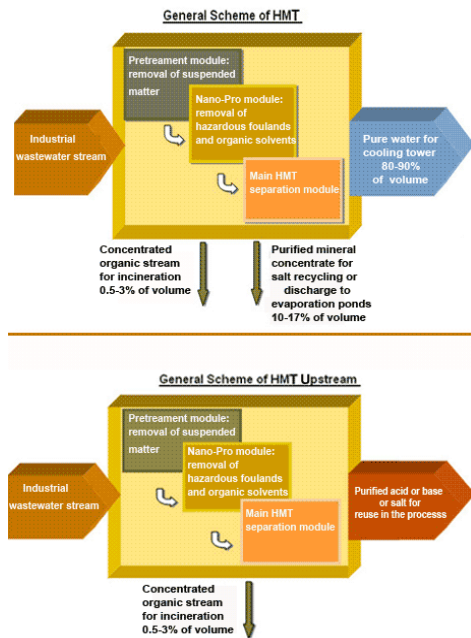 General Scheme of HMT
Pretreament module:
removal of suspended
matter
Nano-Pro module:
removal of
hazardous foulands
and organic solvents
Main HMT
separation module
Industrial
wastewater stream
Pure water for
cooling tower
80-90%
of volume
Concentrated
organic stream
for incineration
0.5-3% of volume
Purified mineral
concentrate for
salt recycling or
discharge to
evaporation ponds
10-17% of volume
General Scheme of HMT Upstream
Pretreament module:
removal of suspended
matter
Nano-Pro module:
removal of
hazardous foulands
and organic solvents
Main HMT
separation module
Industrial
wastewater stream
Purified acid or base
or salt for
reuse in the processs
Concentrated
organic stream
for incineration
0.5-3% of volume